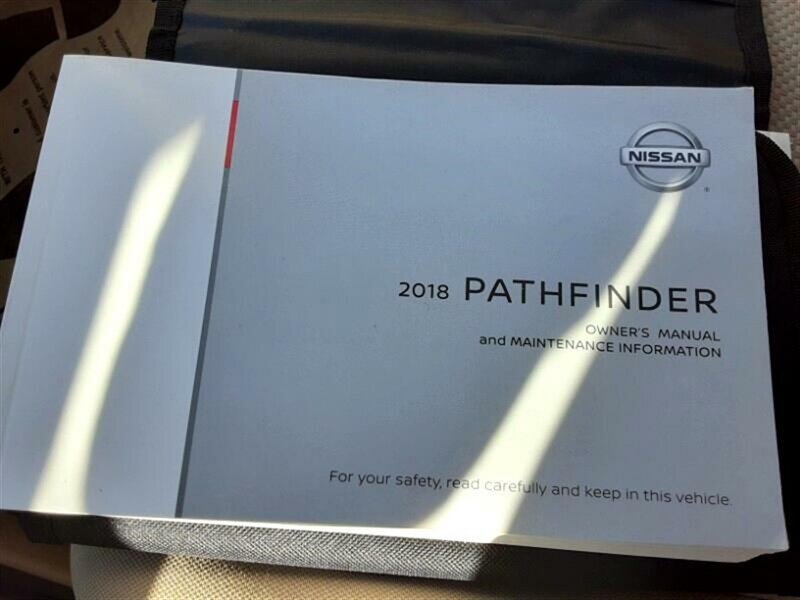 NISSAN
2018 PATHFINDER
OWNER'S MANUAL
and MAINTENANCE INFORMATION
For your safety, read carefully and keep in this vehicle.